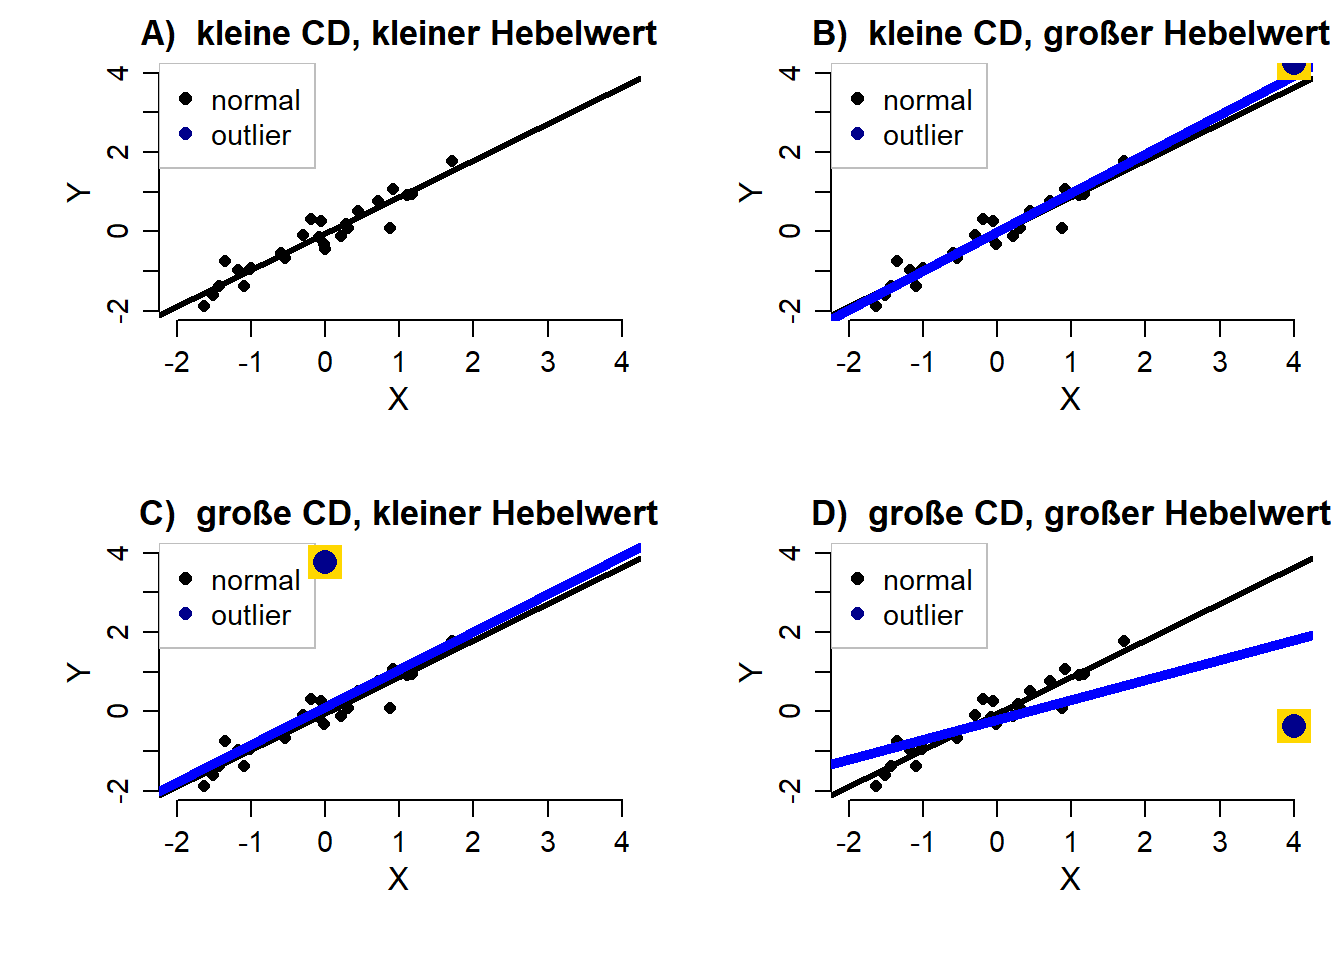 A)  kleine CD, kleiner Hebelwert
4
2
0
-2
Y
normal
outlier
-2 -1 0 1 2 3 4
X
B)  kleine CD, großer Hebelwert
4
2
0
-2
Y
normal
outlier
-2 -1 0 1 2 3 4
X
C)  große CD, kleiner Hebelwert
4
2
0
-2
Y
normal
outlier
-2 -1 0 1 2 3 4
X
D)  große CD, großer Hebelwert
4
2
0
-2
Y
normal
outlier
-2 -1 0 1 2 3 4
X